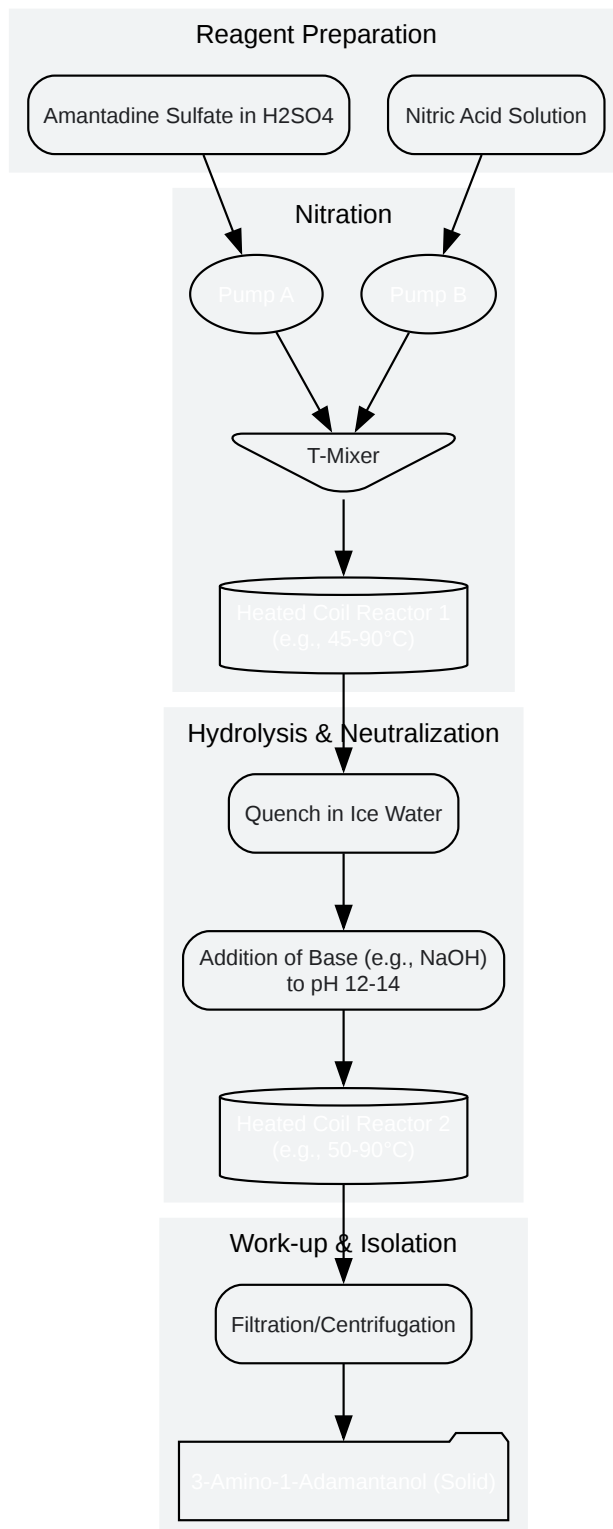 Reagent Preparation
Amantadine Sulfate in H2SO4
Nitric Acid Solution
Nitration
Pump A
Pump B
T-Mixer
Heated Coil Reactor 1
(e.g., 45-90°C)
Hydrolysis & Neutralization
Quench in Ice Water
Addition of Base (e.g., NaOH)
to pH 12-14
Heated Coil Reactor 2
(e.g., 50-90°C)
Work-up & Isolation
Filtration/Centrifugation
3-Amino-1-Adamantanol (Solid)